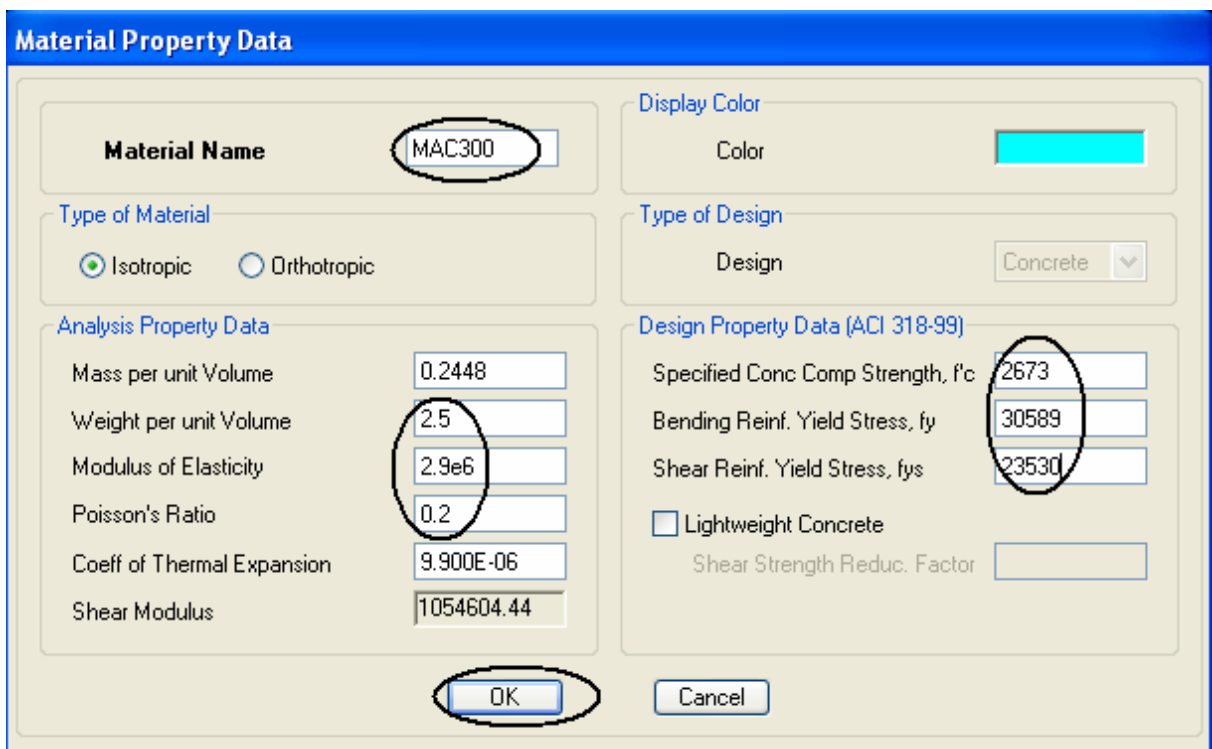 Material Property Data
Material Name MAC300
Display Color
Color
Type of Material
Isotropic Orthotropic
Type of Design
Design Concrete
Analysis Property Data
Mass per unit Volume 0.2448
Weight per unit Volume 2.5
Modulus of Elasticity 2.9e6
Poisson's Ratio 0.2
Coeff of Thermal Expansion 9.900E-06
Shear Modulus 1054604.44
Design Property Data (ACI 318-99)
Specified Conc Comp Strength, f'c 2673
Bending Reinf. Yield Stress, fy 30589
Shear Reinf. Yield Stress, fys 23530
Lightweight Concrete
Shear Strength Reduc. Factor
OK Cancel